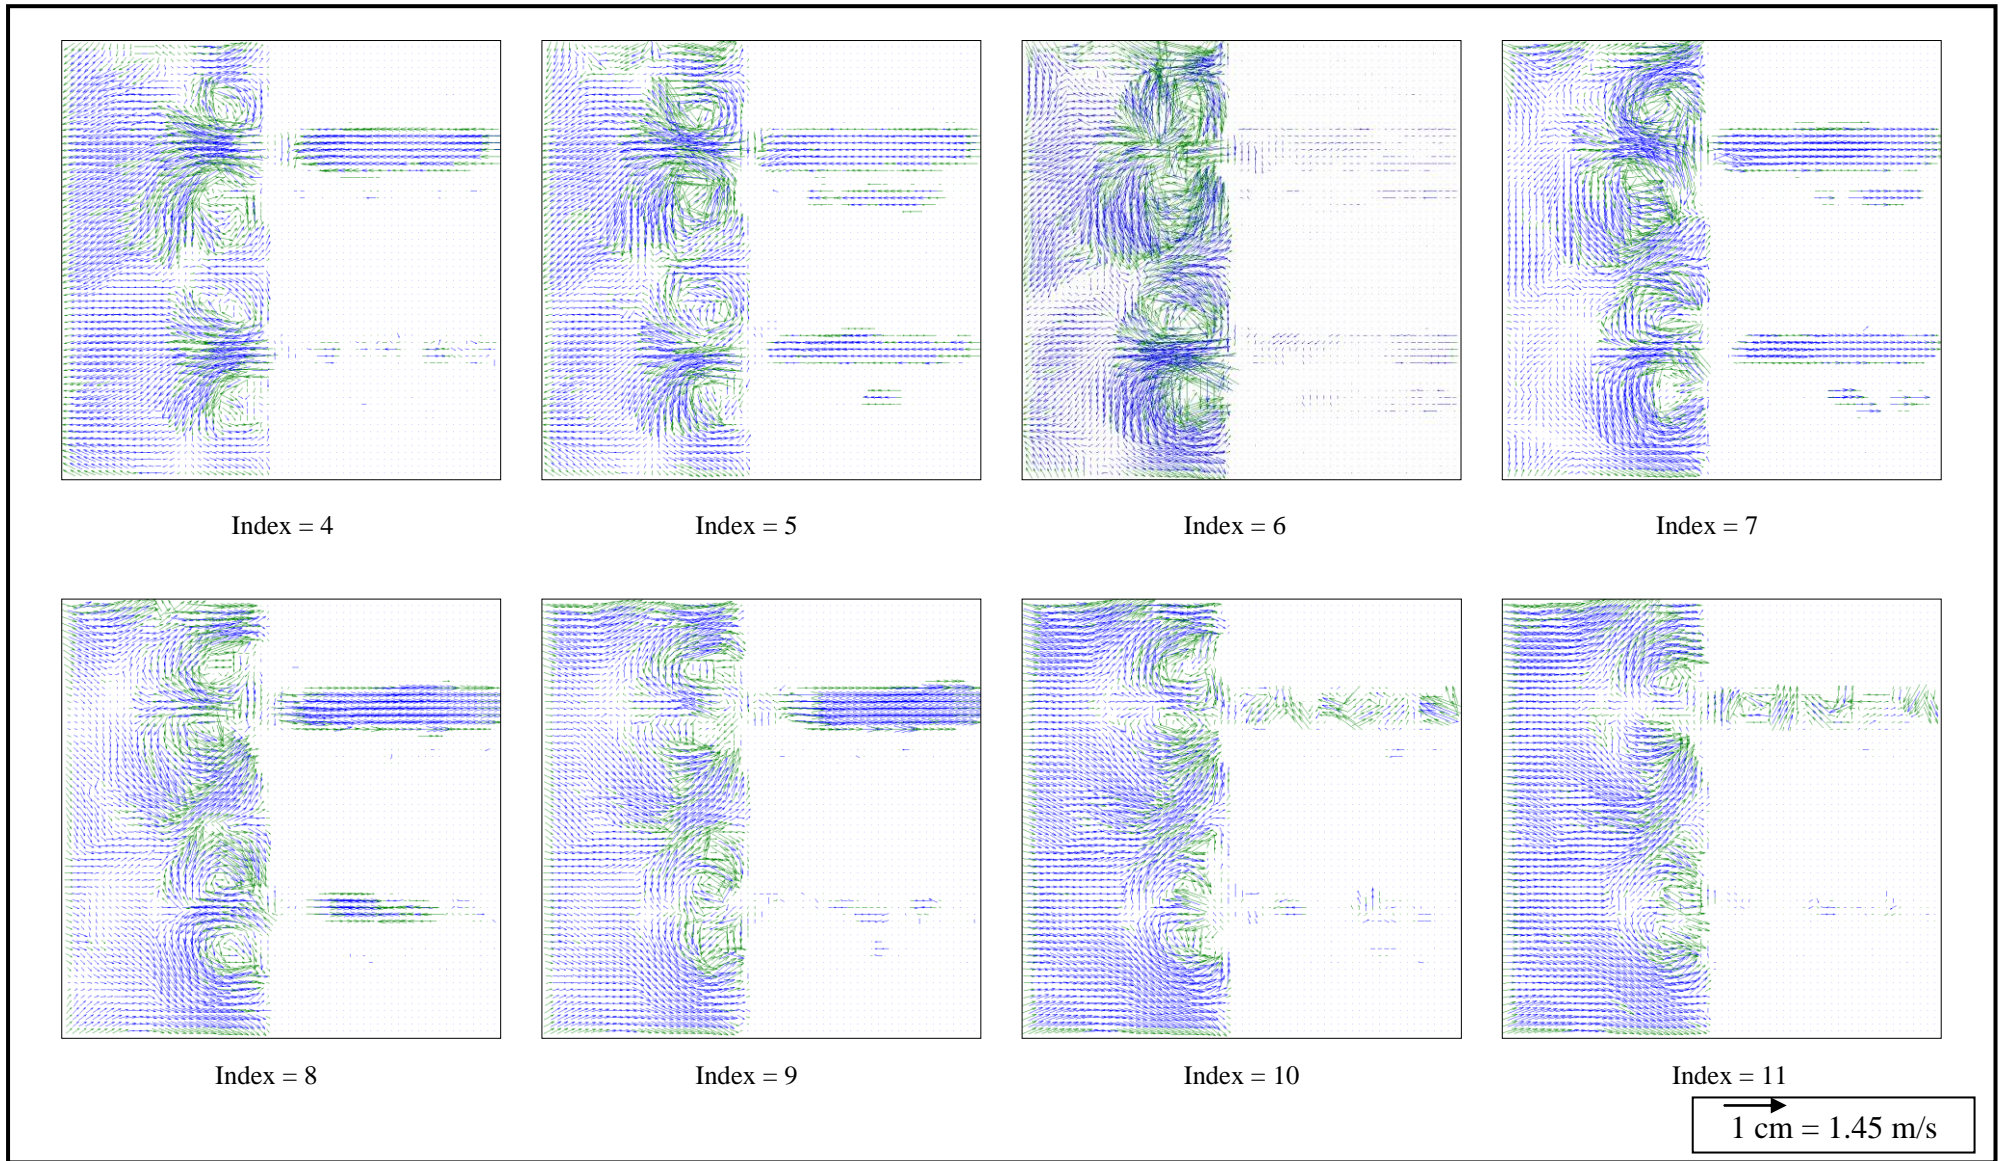 Index = 4
Index = 5
Index = 6
Index = 7
Index = 8
Index = 9
Index = 10
Index = 11
1 cm = 1.45 m/s